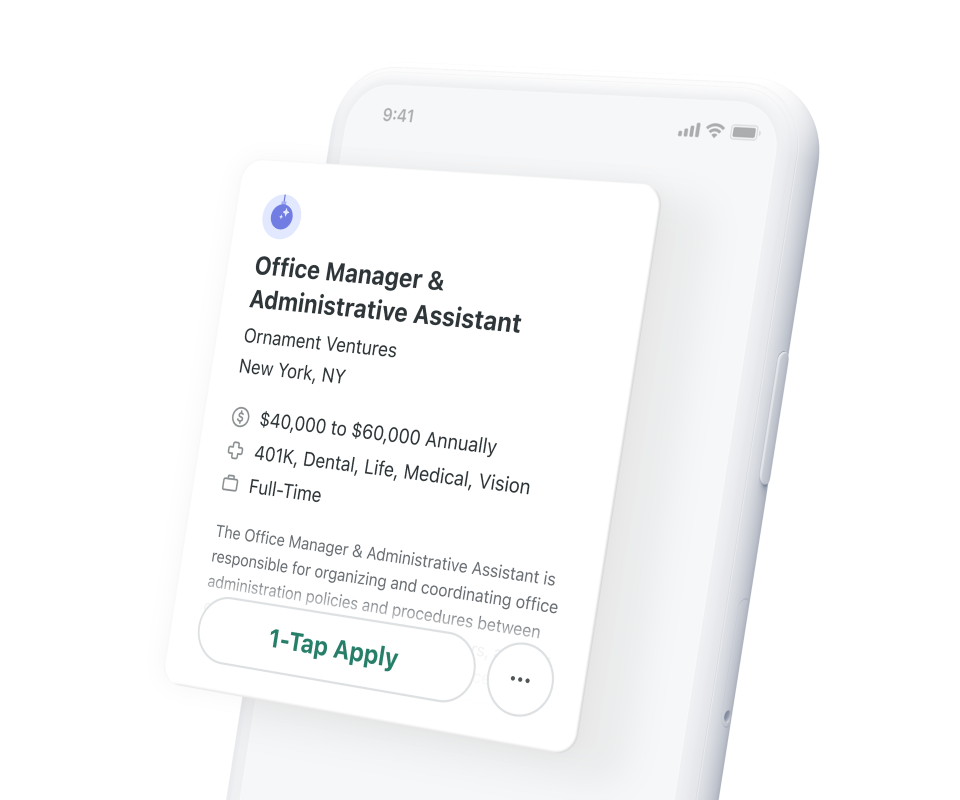 9:41
Office Manager &
Administrative Assistant
Ornament Ventures
New York, NY
$40,000 to $60,000 Annually
401K, Dental, Life, Medical, Vision
Full-Time
The Office Manager & Administrative Assistant is
responsible for organizing and coordinating office
administration policies and procedures between
1-Tap Apply